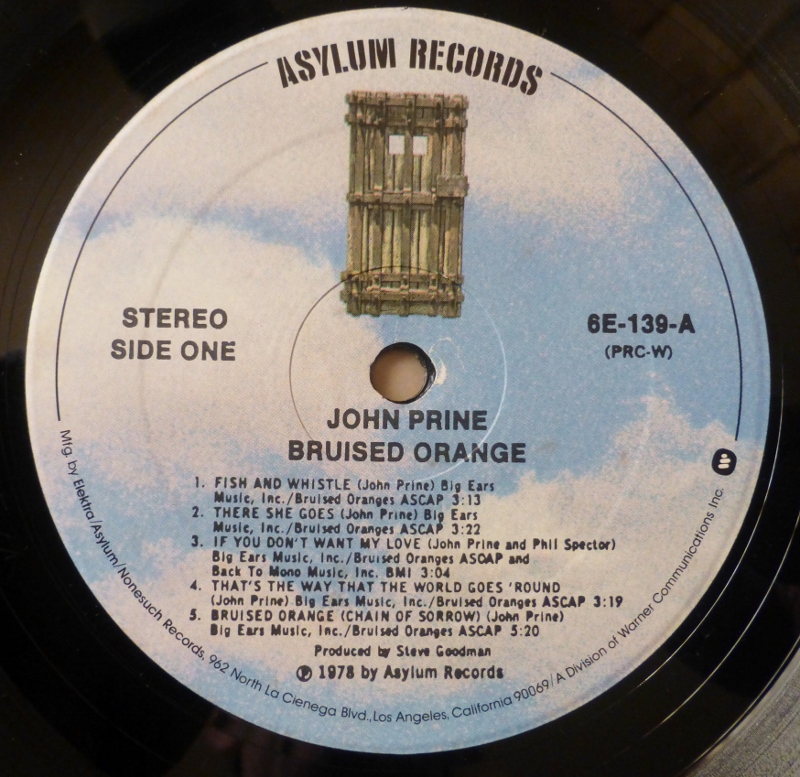 ASYLUM RECORDS
STEREO
SIDE ONE
6E-139-A
(PRC-W)
JOHN PRINE
BRUISED ORANGE
1. FISH AND WHISTLE (John Prine) Big Ears
Music, Inc./Bruised Oranges ASCAP 3:13
2. THERE SHE GOES (John Prine) Big Ears
Music, Inc./Bruised Oranges ASCAP 3:22
3. IF YOU DON'T WANT MY LOVE (John Prine and Phil Spector)
Big Ears Music, Inc./Bruised Oranges ASCAP and
Back To Mono Music, Inc. BMI 3:04
4. THAT'S THE WAY THAT THE WORLD GOES 'ROUND
(John Prine) Big Ears Music, Inc./Bruised Oranges ASCAP 3:19
5. BRUISED ORANGE (CHAIN OF SORROW) (John Prine)
Big Ears Music, Inc./Bruised Oranges ASCAP 5:20
Produced by Steve Goodman
℗ 1978 by Asylum Records
Mfg. by Elektra/Asylum/Nonesuch Records, 962 North La Cienega Blvd., Los Angeles, California 90069/A Division of Warner Communications Inc.